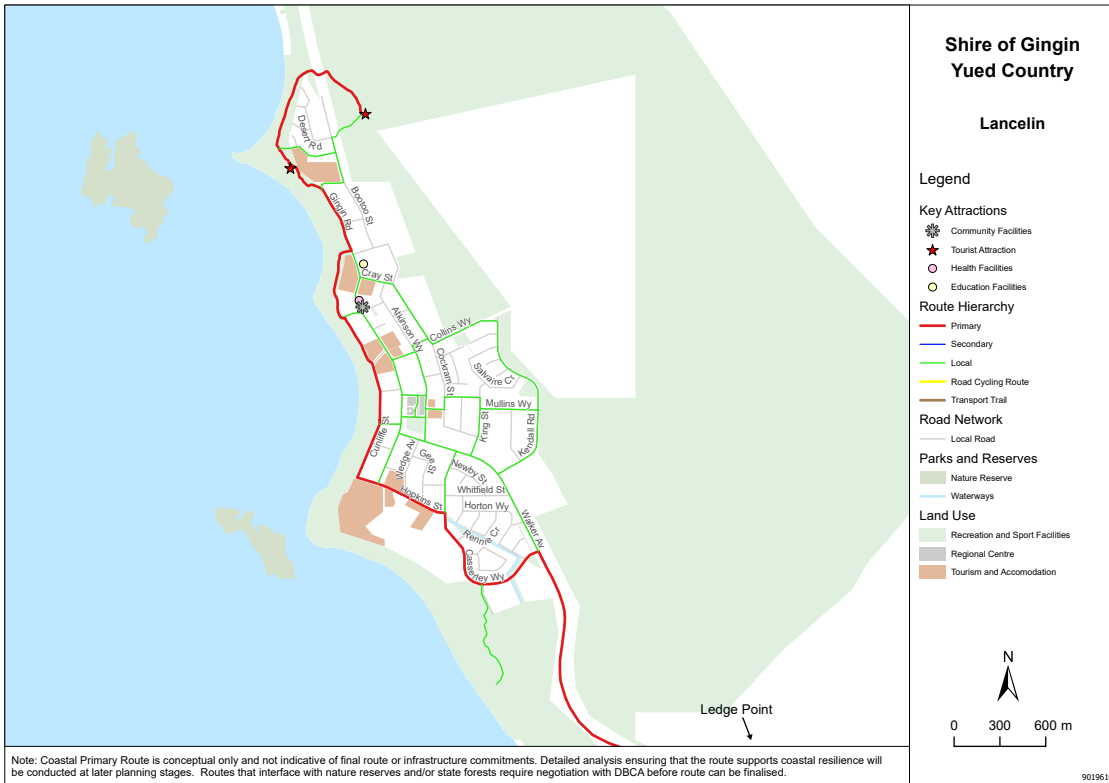 Shire of Gingin
Yued Country
Lancelin
Legend
Key Attractions
Community Facilities
Tourist Attraction
Health Facilities
Education Facilities
Route Hierarchy
Primary
Secondary
Local
Road Cycling Route
Transport Trail
Road Network
Local Road
Parks and Reserves
Nature Reserve
Waterways
Land Use
Recreation and Sport Facilities
Regional Centre
Tourism and Accomodation
N
0 300 600 m
Desert Rd
Bootoo St
Gingin Rd
Cray St
Atkinson Wy
Collins Wy
Cockram St
Salvaire Cr
Mullins Wy
King St
Kendall Rd
Cunliffe St
Wedge Av
Gee
St
Newby St
Whitfield St
Hopkins St
Horton Wy
Rennie Cr
Walker Av
Casserley Wy
Ledge Point
Note: Coastal Primary Route is conceptual only and not indicative of final route or infrastructure commitments. Detailed analysis ensuring that the route supports coastal resilience will
be conducted at later planning stages. Routes that interface with nature reserves and/or state forests require negotiation with DBCA before route can be finalised.